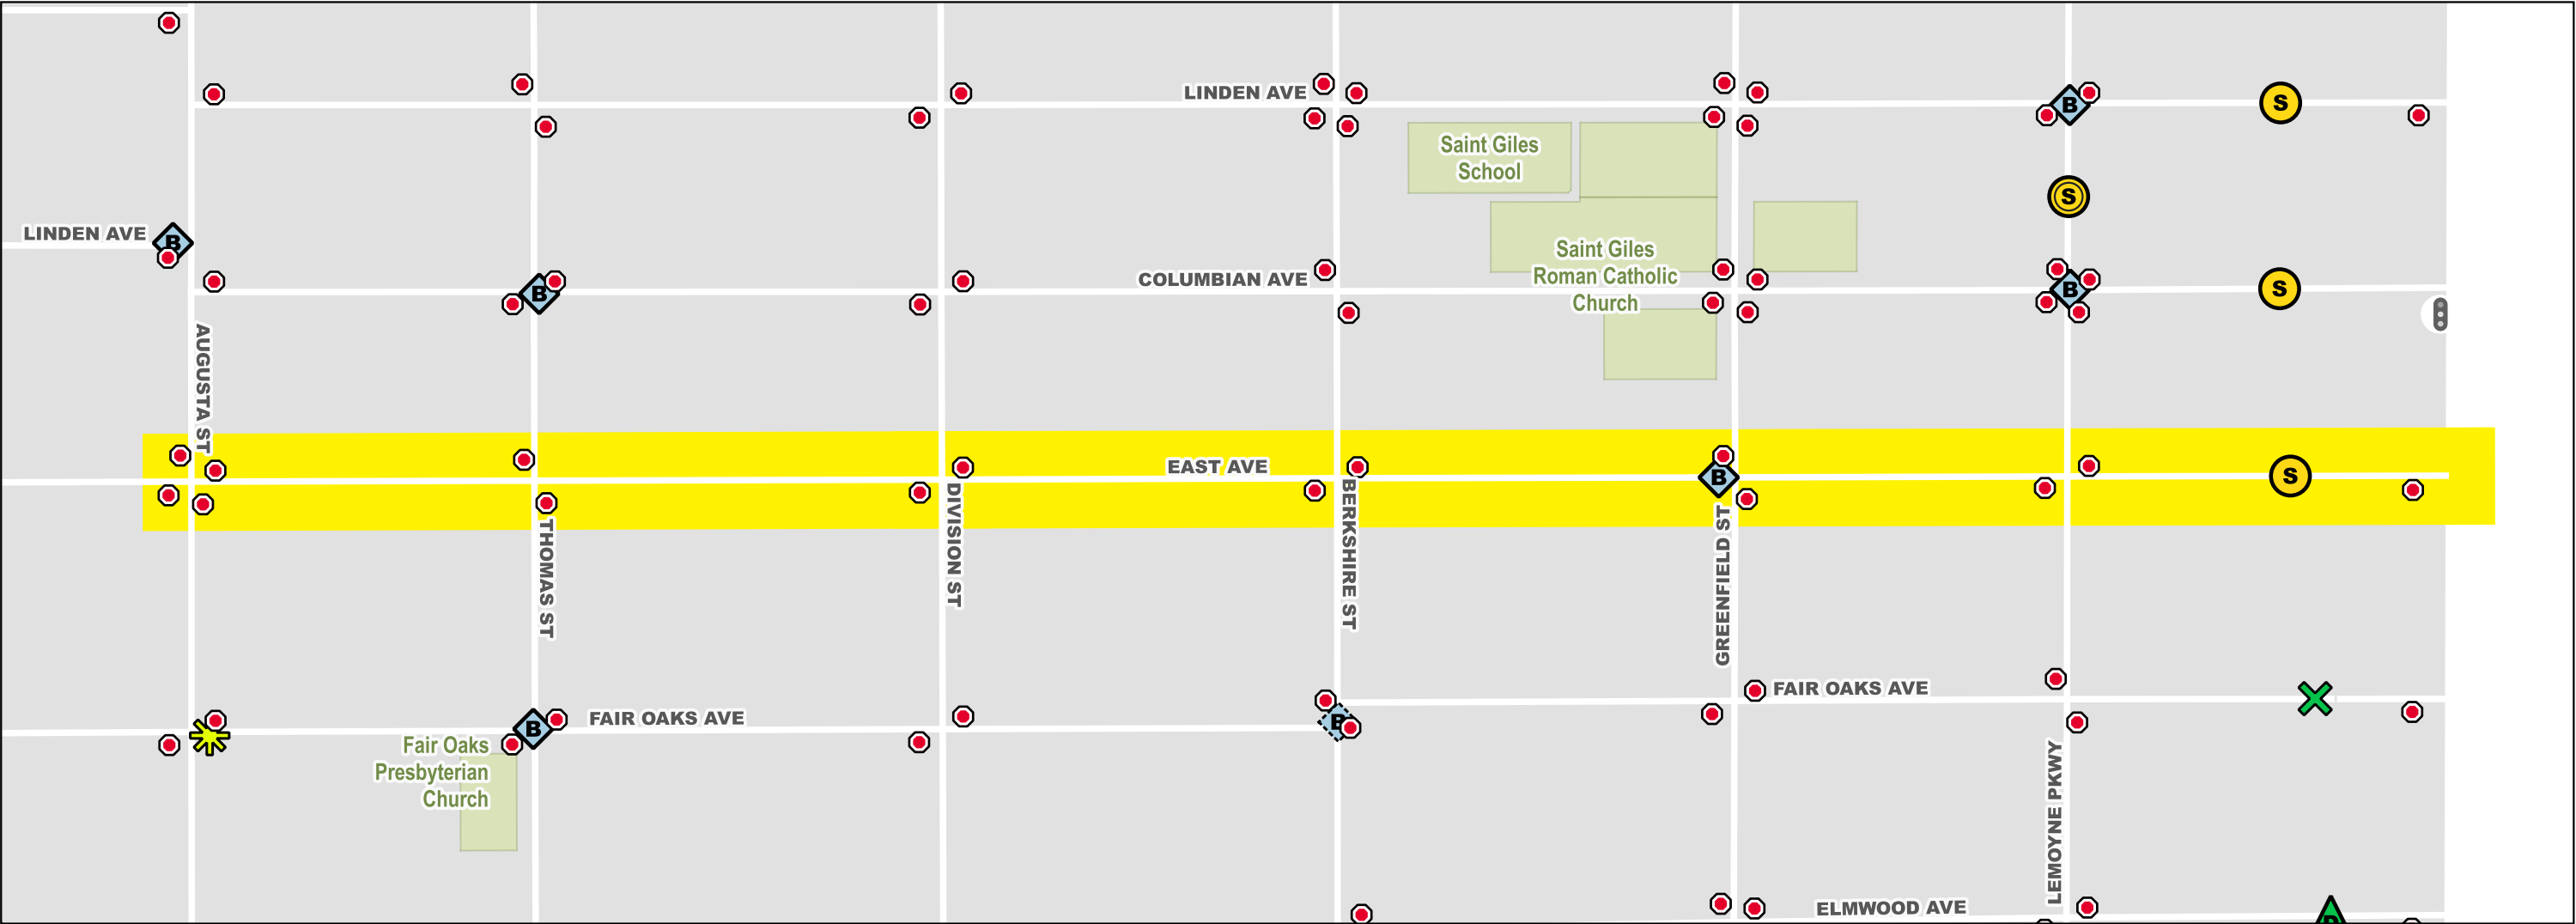 LINDEN AVE
B
S
Saint Giles
School
S
LINDEN AVE
B
COLUMBIAN AVE
Saint Giles
Roman Catholic
Church
B
B
S
AUGUSTA ST
EAST AVE
B
S
THOMAS ST
DIVISION ST
BERKSHIRE ST
GREENFIELD ST
FAIR OAKS AVE
FAIR OAKS AVE
B
B
Fair Oaks
Presbyterian
Church
LEMOYNE PKWY
ELMWOOD AVE